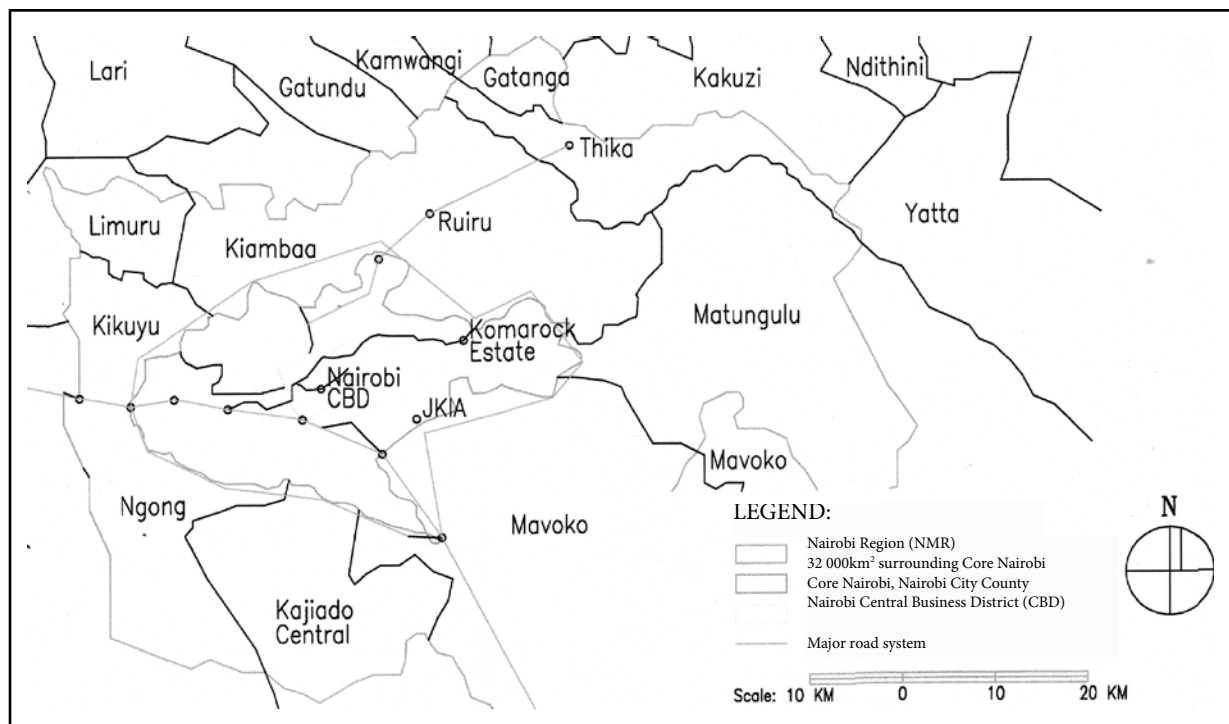 Kamwangi
Lari
Gatundu
Gatanga
Kakuzi
Ndithini
Thika
Limuru
Ruiru
Yatta
Kiambaa
Kikuyu
Komarock
Estate
Matungulu
Nairobi
CBD
JKIA
Mavoko
Ngong
Mavoko
Kajiado
Central
LEGEND:
Nairobi Region (NMR)
32 000km² surrounding Core Nairobi
Core Nairobi, Nairobi City County
Nairobi Central Business District (CBD)
Major road system
N
Scale: 10 KM 0 10 20 KM